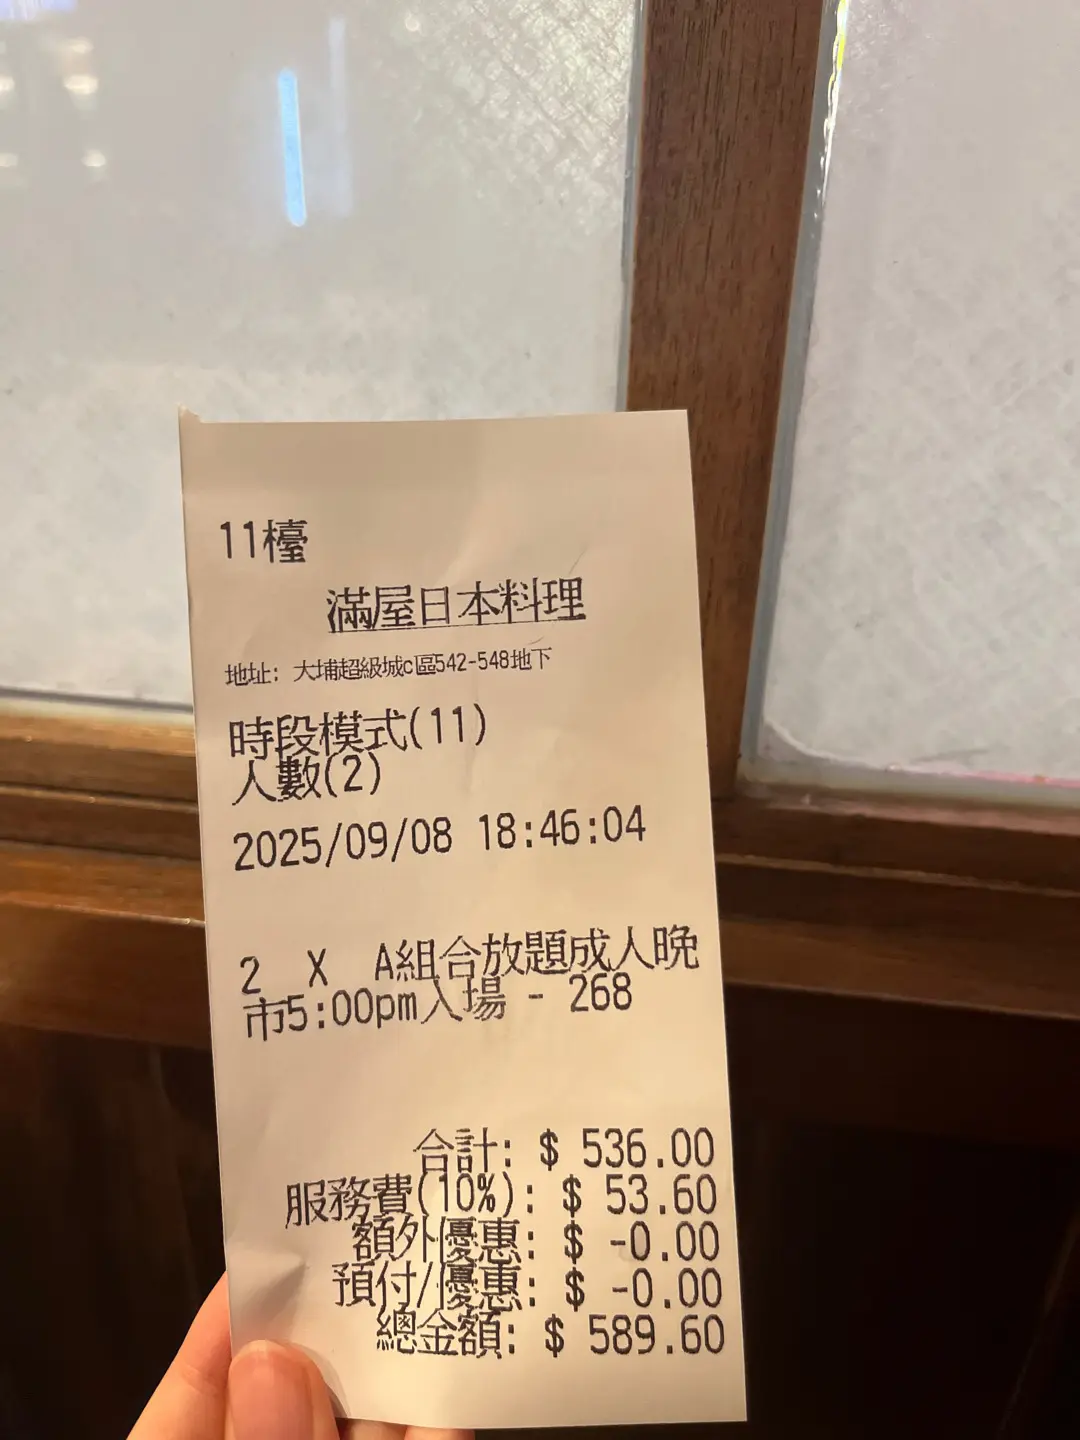 11檯
滿屋日本料理
地址: 大埔超級城c區542-548地下
時段模式(11)
人數(2)
2025/09/08 18:46:04
2 X A組合放題成人晚
市5:00pm入場 - 268
合計: $ 536.00
服務費(10%): $ 53.60
額外優惠: $ -0.00
預付/優惠: $ -0.00
總金額: $ 589.60